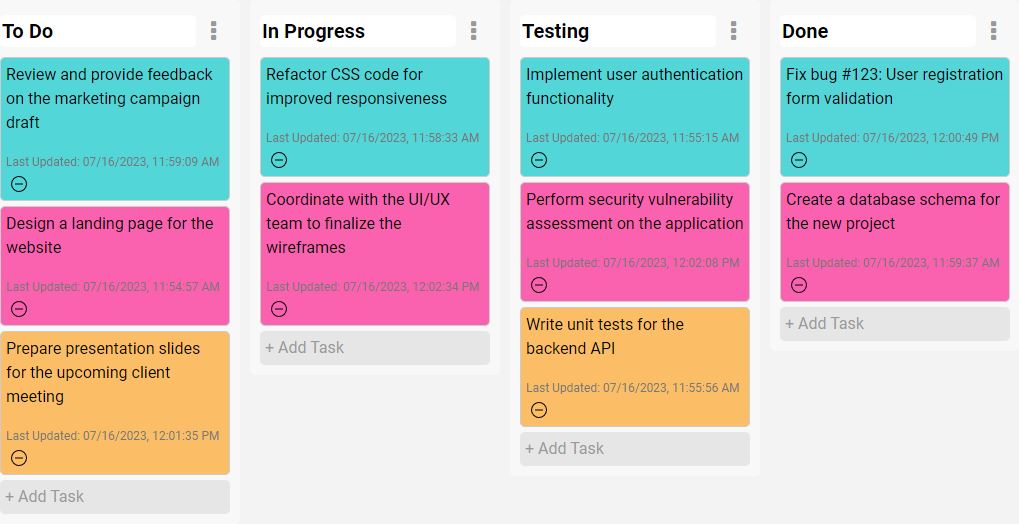 To Do
Review and provide feedback
on the marketing campaign
draft
Last Updated: 07/16/2023, 11:59:09 AM
Design a landing page for the
website
Last Updated: 07/16/2023, 11:54:57 AM
Prepare presentation slides
for the upcoming client
meeting
Last Updated: 07/16/2023, 12:01:35 PM
+ Add Task
In Progress
Refactor CSS code for
improved responsiveness
Last Updated: 07/16/2023, 11:58:33 AM
Coordinate with the UI/UX
team to finalize the
wireframes
Last Updated: 07/16/2023, 12:02:34 PM
+ Add Task
Testing
Implement user authentication
functionality
Last Updated: 07/16/2023, 11:55:15 AM
Perform security vulnerability
assessment on the application
Last Updated: 07/16/2023, 12:02:08 PM
Write unit tests for the
backend API
Last Updated: 07/16/2023, 11:55:56 AM
+ Add Task
Done
Fix bug #123: User registration
form validation
Last Updated: 07/16/2023, 12:00:49 PM
Create a database schema for
the new project
Last Updated: 07/16/2023, 11:59:37 AM
+ Add Task